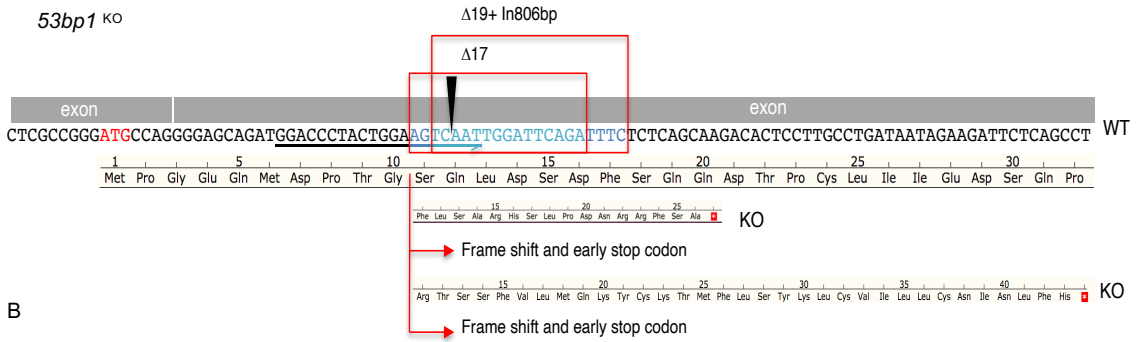 53bp1 KO
Δ19+ In806bp
Δ17
exon exon
CTCGCCGGGATGCCAGGGGAGCAGATGGACCCTACTGGAAGTCAATTGGATTCAGATTTCTCTCAGCAAGACACTCCTTGCCTGATAATAGAAGATTCTCAGCCT WT
1 5 10 15 20 25 30
Met Pro Gly Glu Gln Met Asp Pro Thr Gly Ser Gln Leu Asp Ser Asp Phe Ser Gln Gln Asp Thr Pro Cys Leu Ile Ile Glu Asp Ser Gln Pro
15 20 25
Phe Leu Ser Ala Arg His Ser Leu Pro Asp Asn Arg Arg Phe Ser Ala * KO
Frame shift and early stop codon
15 20 25 30 35 40
Arg Thr Ser Ser Phe Val Leu Met Gln Lys Tyr Cys Lys Thr Met Phe Leu Ser Tyr Lys Leu Cys Val Ile Leu Leu Cys Asn Ile Asn Leu Phe His * KO
B
Frame shift and early stop codon